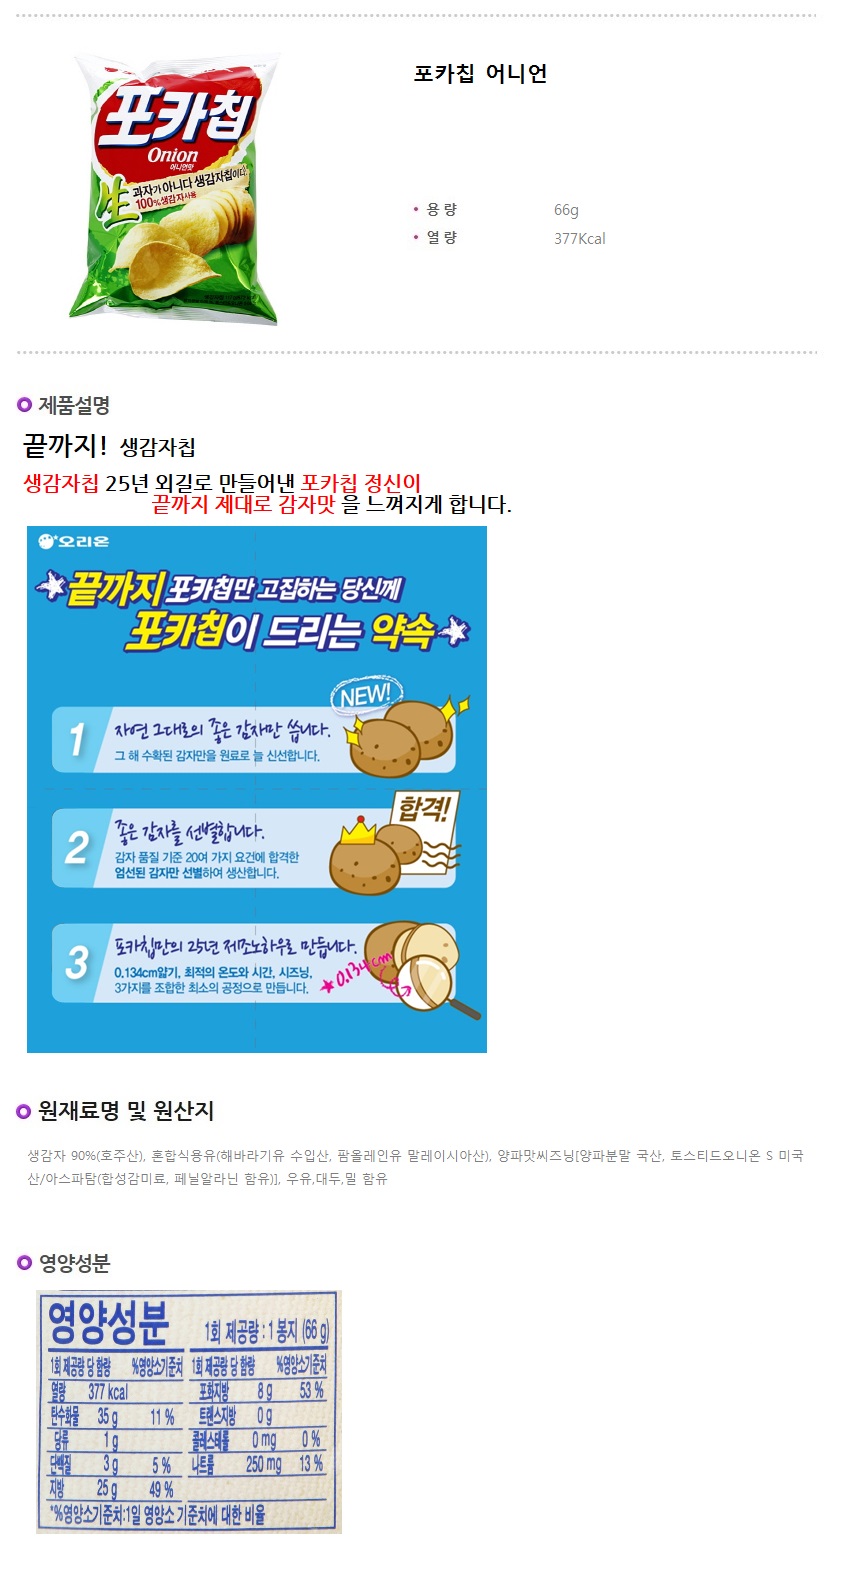 포카칩
Onion
어니언맛
生 과자가 아니다 생감자칩이다!
100% 생감자 사용
포카칩 어니언
용 량 66g
열 량 377Kcal
제품설명
끝까지! 생감자칩
생감자칩 25년 외길로 만들어낸 포카칩 정신이
끝까지 제대로 감자맛 을 느껴지게 합니다.
오리온
끝까지 포카칩만 고집하는 당신께
포카칩이 드리는 약속
NEW!
1 자연 그대로의 좋은 감자만 씁니다.
그 해 수확된 감자만을 원료로 늘 신선합니다.
합격!
2 좋은 감자를 선별합니다.
감자 품질 기준 20여 가지 요건에 합격한
엄선된 감자만 선별하여 생산합니다.
3 포카칩만의 25년 제조노하우로 만듭니다.
0.134cm얇기, 최적의 온도와 시간, 시즈닝,
3가지를 조합한 최소의 공정으로 만듭니다.
0.134cm
원재료명 및 원산지
생감자 90%(호주산), 혼합식용유(해바라기유 수입산, 팜올레인유 말레이시아산), 양파맛씨즈닝[양파분말 국산, 토스티드오니온 S 미국
산/아스파탐(합성감미료, 페닐알라닌 함유)], 우유,대두,밀 함유
영양성분
영양성분 1회 제공량 : 1 봉지 (66 g)
1회 제공량 당 함량 %영양소기준치 1회 제공량 당 함량 %영양소기준치
열량 377 kcal 포화지방 8 g 53 %
탄수화물 35 g 11 % 트랜스지방 0 g
당류 1 g 콜레스테롤 0 mg 0 %
단백질 3 g 5 % 나트륨 250 mg 13 %
지방 25 g 49 %
*%영양소기준치:1일 영양소 기준치에 대한 비율